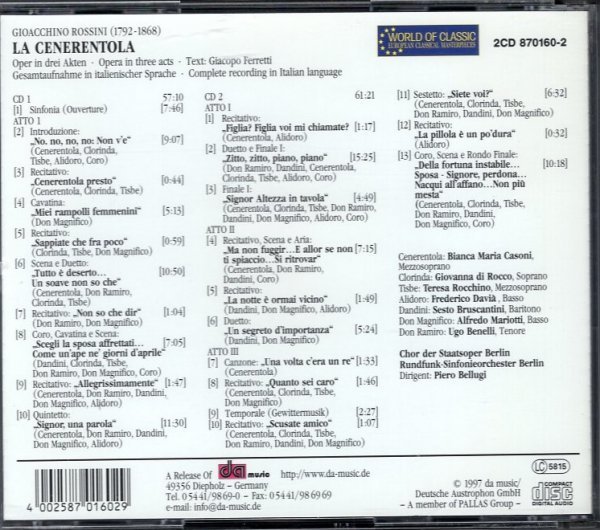 GIOACCHINO ROSSINI (1792-1868)
LA CENERENTOLA
Oper in drei Akten · Opera in three acts · Text: Giacopo Ferretti
Gesamtaufnahme in italienischer Sprache · Complete recording in Italian language
WORLD OF CLASSIC
EUROPEAN CLASSICAL MASTERPIECES
2CD 870160-2
CD 1 57:10
[1] Sinfonia (Ouverture) [7:46]
ATTO 1
[2] Introduzione:
„No, no, no, no: Non v'e“ [9:07]
(Cenerentola, Clorinda,
Tisbe, Alidoro, Coro)
[3] Recitativo:
„Cenerentola presto“ [0:44]
(Cenerentola, Clorinda, Tisbe)
[4] Cavatina:
„Miei rampolli femmenini“ [5:13]
(Don Magnifico)
[5] Recitativo:
„Sappiate che fra poco“ [0:59]
(Clorinda, Tisbe, Don Magnifico)
[6] Scena e Duetto:
„Tutto è deserto... [10:50]
Un soave non so che“
(Cenerentola, Don Ramiro,
Clorinda, Tisbe)
[7] Recitativo: „Non so che dir“ [1:04]
[8] Coro, Cavatina e Scena:
„Scegli la sposa affrettati... [7:05]
Come un'ape ne' giorni d'aprile“
(Dandini, Clorinda, Tisbe,
Don Ramiro, Don Magnifico, Coro)
[9] Recitativo: „Allegrissimamente“ [1:47]
(Cenerentola, Don Ramiro, Dandini,
Don Magnifico, Alidoro)
[10] Quintetto:
„Signor, una parola“ [11:30]
(Cenerentola, Don Ramiro, Dandini,
Don Magnifico, Alidoro)
CD 2 61:21
ATTO I
[1] Recitativo:
„Figlia? Figlia voi mi chiamate? [1:17]
(Cenerentola, Alidoro)
[2] Duetto e Finale I:
„Zitto, zitto, piano, piano“ [15:25]
(Don Ramiro, Dandini, Cenerentola,
Clorinda, Tisbe, Alidoro, Coro)
[3] Finale I:
„Signor Altezza in tavola“ [4:49]
(Cenerentola, Clorinda, Tisbe, Don Ramiro,
Dandini, Don Magnifico, Alidoro, Coro)
ATTO II
[4] Recitativo, Scena e Aria:
„Ma non fuggir...E allor se non [7:15]
ti spiaccio...Si ritrovar“
(Cenerentola, Don Ramiro,
Dandini, Coro)
[5] Recitativo:
„La notte è ormai vicino“ [1:49]
(Dandini, Don Magnifico, Alidoro)
[6] Duetto:
„Un segreto d'importanza“ [5:24]
(Dandini, Don Magnifico)
ATTO III
[7] Canzone: „Una volta c'era un re“ [1:33]
(Cenerentola)
[8] Recitativo: „Quanto sei caro“ [1:46]
(Cenerentola, Clorinda, Tisbe,
Don Magnifico)
[9] Temporale (Gewittermusik) [2:27]
[10] Recitativo: „Scusate amico“ [1:07]
(Cenerentola, Clorinda, Tisbe,
Don Ramiro, Dandini, Don Magnifico)
[11] Sestetto: „Siete voi?“ [6:32]
(Cenerentola, Clorinda, Tisbe,
Don Ramiro, Dandini, Don Magnifico)
[12] Recitativo:
„La pillola è un po'dura“ [0:32]
(Alidoro)
[13] Coro, Scena e Rondo Finale:
„Della fortuna instabile... [10:18]
Sposa - Signore, perdona...
Nacqui all'affano...Non più
mesta“
(Cenerentola, Clorinda, Tisbe,
Don Ramiro, Dandini,
Don Magnifico, Coro)
Cenerentola: Bianca Maria Casoni,
Mezzosoprano
Clorinda: Giovanna di Rocco, Soprano
Tisbe: Teresa Rocchino, Mezzosoprano
Alidoro: Frederico Davià, Basso
Dandini: Sesto Bruscantini, Baritono
Don Magnifico: Alfredo Mariotti, Basso
Don Ramiro: Ugo Benelli, Tenore
Chor der Staatsoper Berlin
Rundfunk-Sinfonieorchester Berlin
Dirigent: Piero Bellugi
4 002587 016029
A Release Of da music http://www.da-music.de
49356 Diepholz – Germany
Tel. 0 54 41/98 69-0 – Fax 0 54 41/98 69 69
e-mail: info@da-music.de
LC 5815
© 1997 da music/
Deutsche Austrophon GmbH
– A member of PALLAS Group –
COMPACT
disc
DIGITAL AUDIO